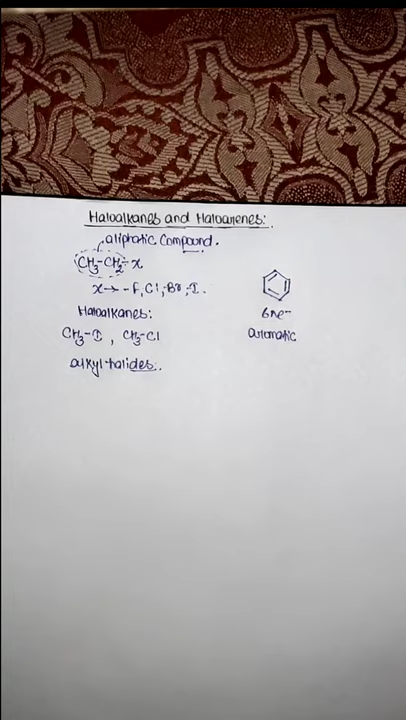 Haloalkanes and Haloarenes:
aliphatic Compound.
CH3-CH2-x
x→ -F, Cl, -Br, -I.
Haloalkanes:
CH3-I , CH3-Cl
alkyl halides.
6πe-
aromatic